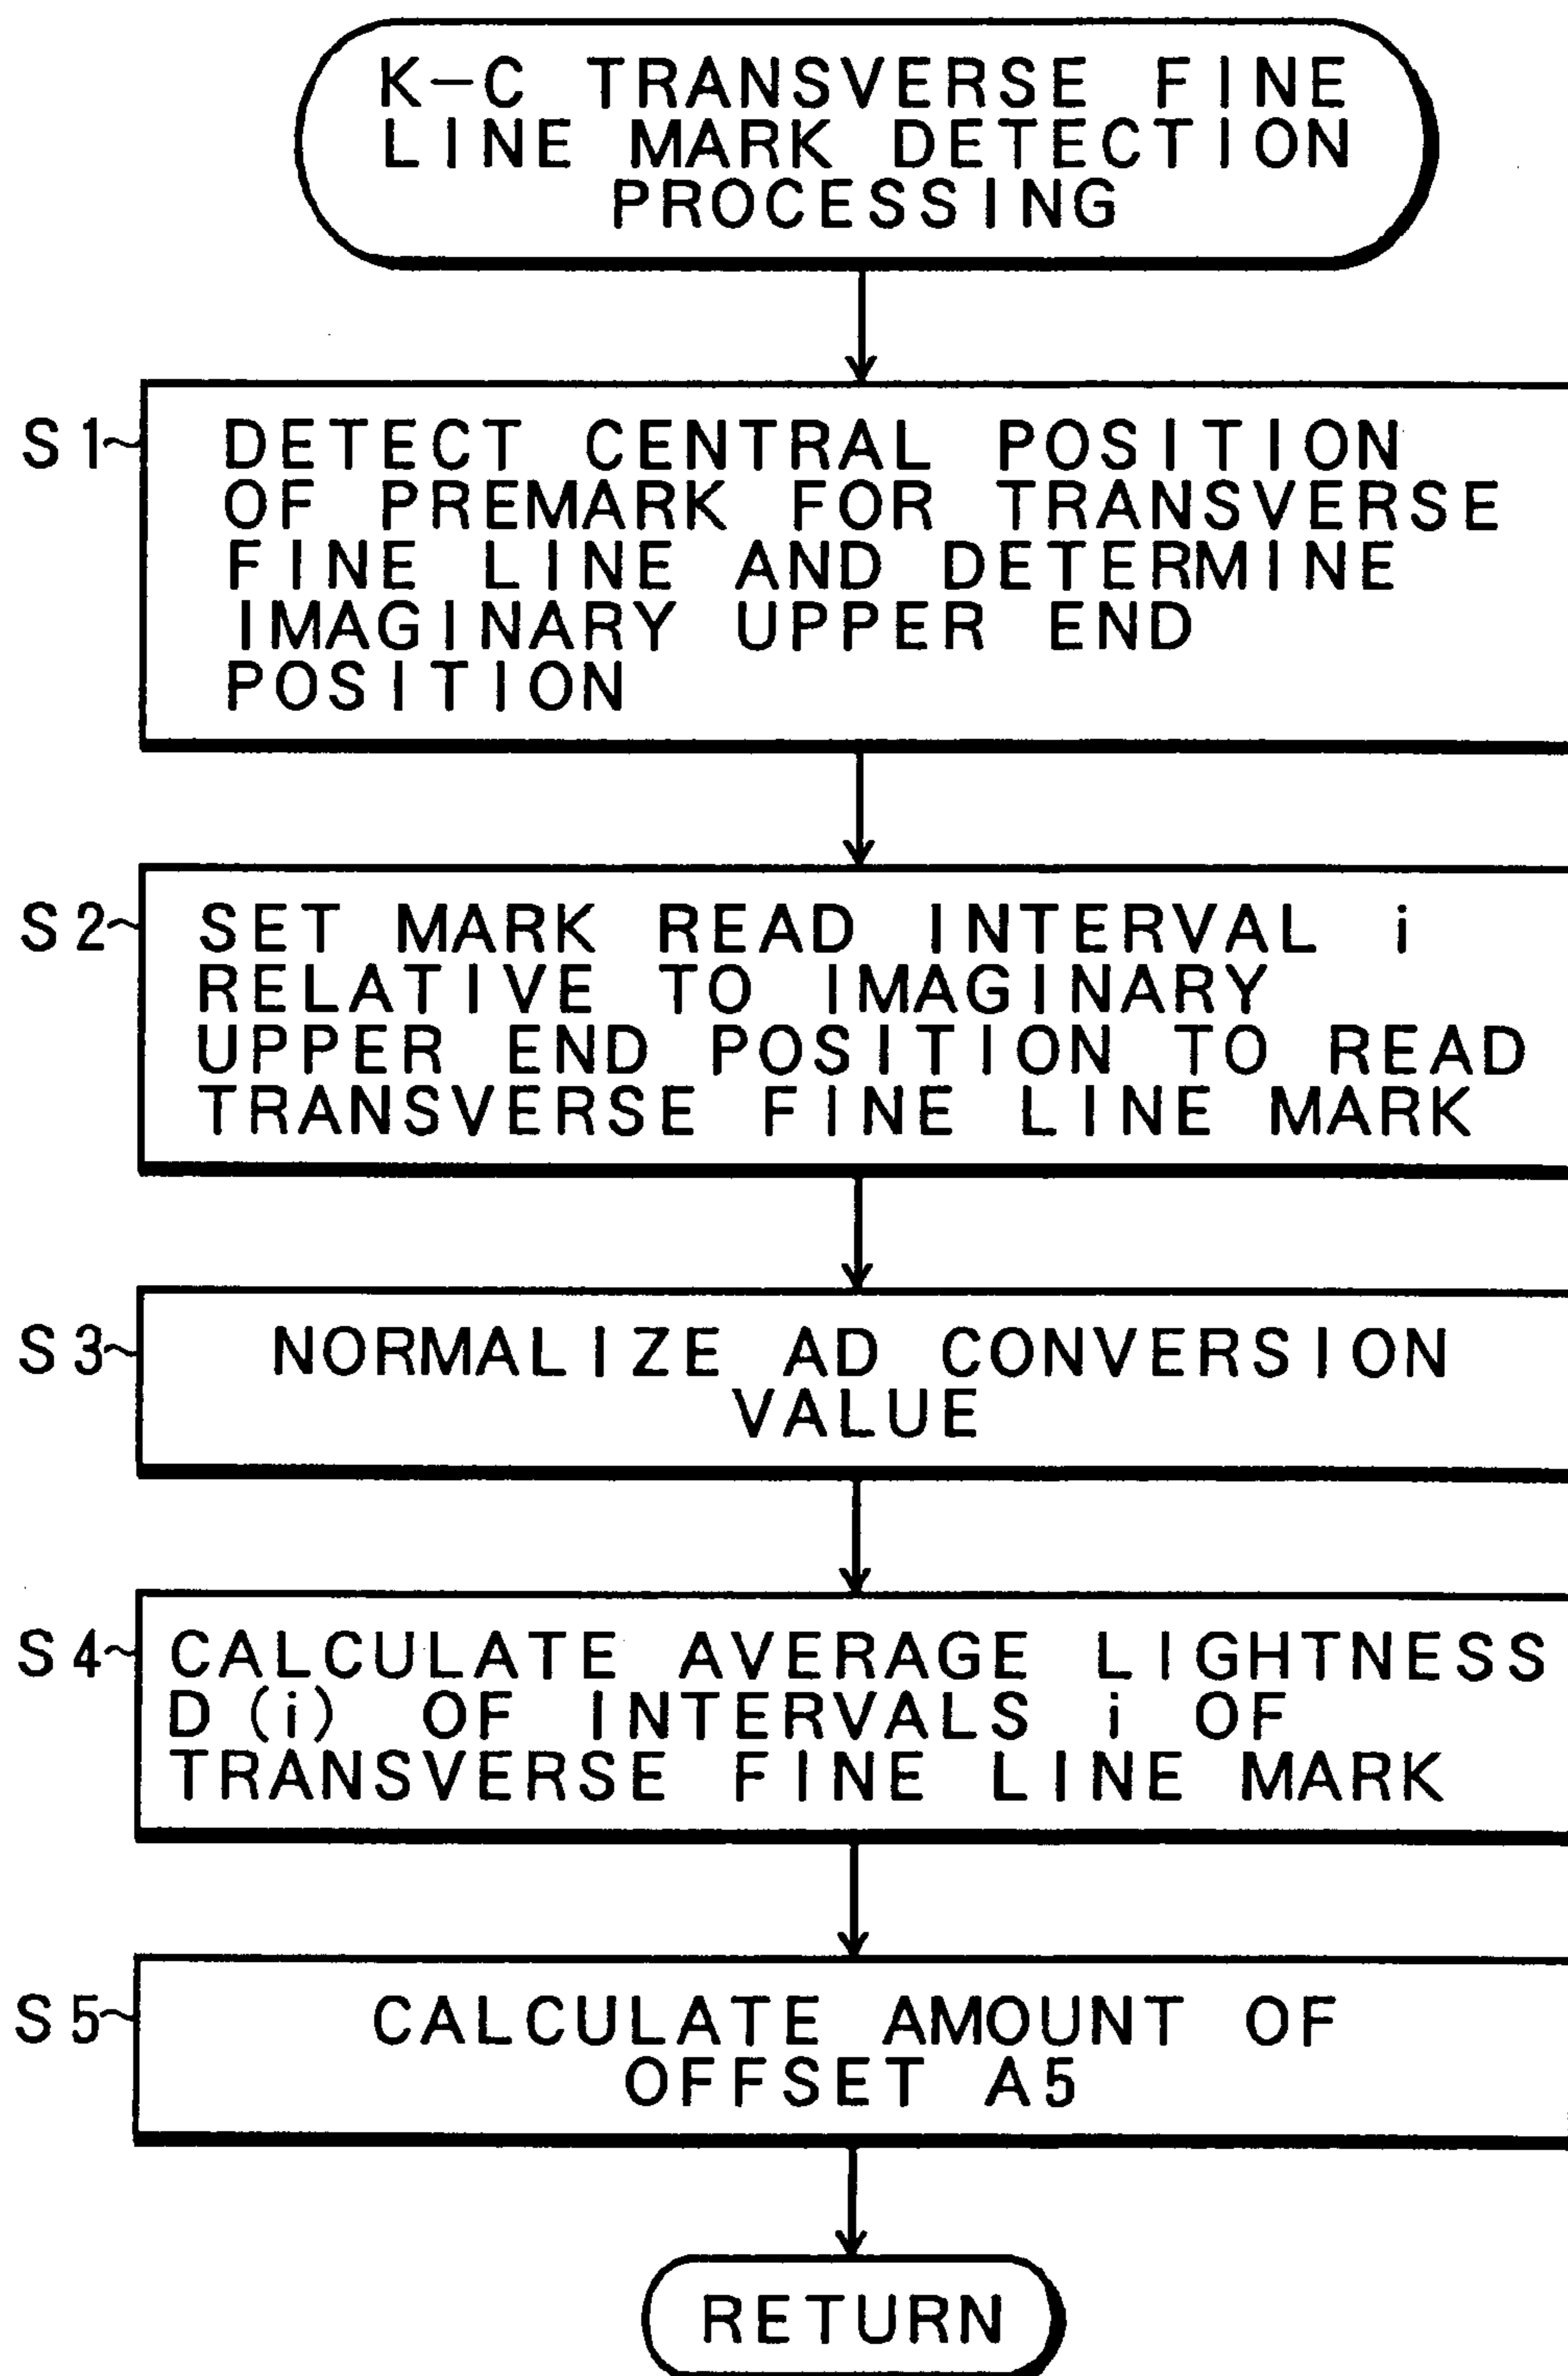 K-C TRANSVERSE FINE
LINE MARK DETECTION
PROCESSING
S1
DETECT CENTRAL POSITION
OF PREMARK FOR TRANSVERSE
FINE LINE AND DETERMINE
IMAGINARY UPPER END
POSITION
S2
SET MARK READ INTERVAL i
RELATIVE TO IMAGINARY
UPPER END POSITION TO READ
TRANSVERSE FINE LINE MARK
S3
NORMALIZE AD CONVERSION
VALUE
S4
CALCULATE AVERAGE LIGHTNESS
D(i) OF INTERVALS i OF
TRANSVERSE FINE LINE MARK
S5
CALCULATE AMOUNT OF
OFFSET A5
RETURN